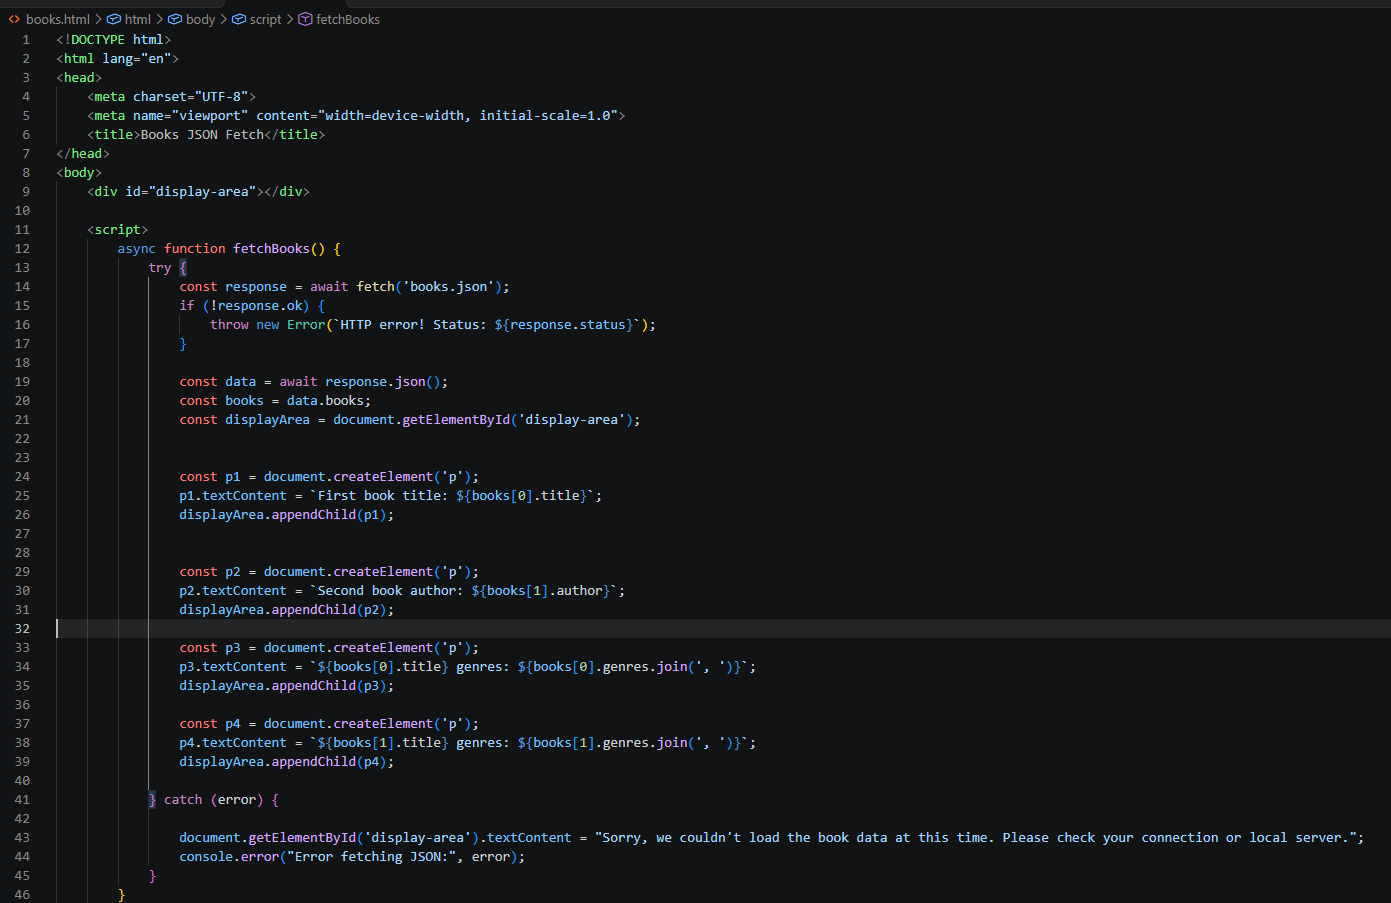 books.html > html > body > script > fetchBooks
1 <!DOCTYPE html>
2 <html lang="en">
3 <head>
4     <meta charset="UTF-8">
5     <meta name="viewport" content="width=device-width, initial-scale=1.0">
6     <title>Books JSON Fetch</title>
7 </head>
8 <body>
9     <div id="display-area"></div>
10
11     <script>
12         async function fetchBooks() {
13             try {
14                 const response = await fetch('books.json');
15                 if (!response.ok) {
16                     throw new Error(`HTTP error! Status: ${response.status}`);
17                 }
18
19                 const data = await response.json();
20                 const books = data.books;
21                 const displayArea = document.getElementById('display-area');
22
23
24                 const p1 = document.createElement('p');
25                 p1.textContent = `First book title: ${books[0].title}`;
26                 displayArea.appendChild(p1);
27
28
29                 const p2 = document.createElement('p');
30                 p2.textContent = `Second book author: ${books[1].author}`;
31                 displayArea.appendChild(p2);
32
33                 const p3 = document.createElement('p');
34                 p3.textContent = `${books[0].title} genres: ${books[0].genres.join(', ')}`;
35                 displayArea.appendChild(p3);
36
37                 const p4 = document.createElement('p');
38                 p4.textContent = `${books[1].title} genres: ${books[1].genres.join(', ')}`;
39                 displayArea.appendChild(p4);
40
41             } catch (error) {
42
43                 document.getElementById('display-area').textContent = "Sorry, we couldn't load the book data at this time. Please check your connection or local server.";
44                 console.error("Error fetching JSON:", error);
45             }
46         }